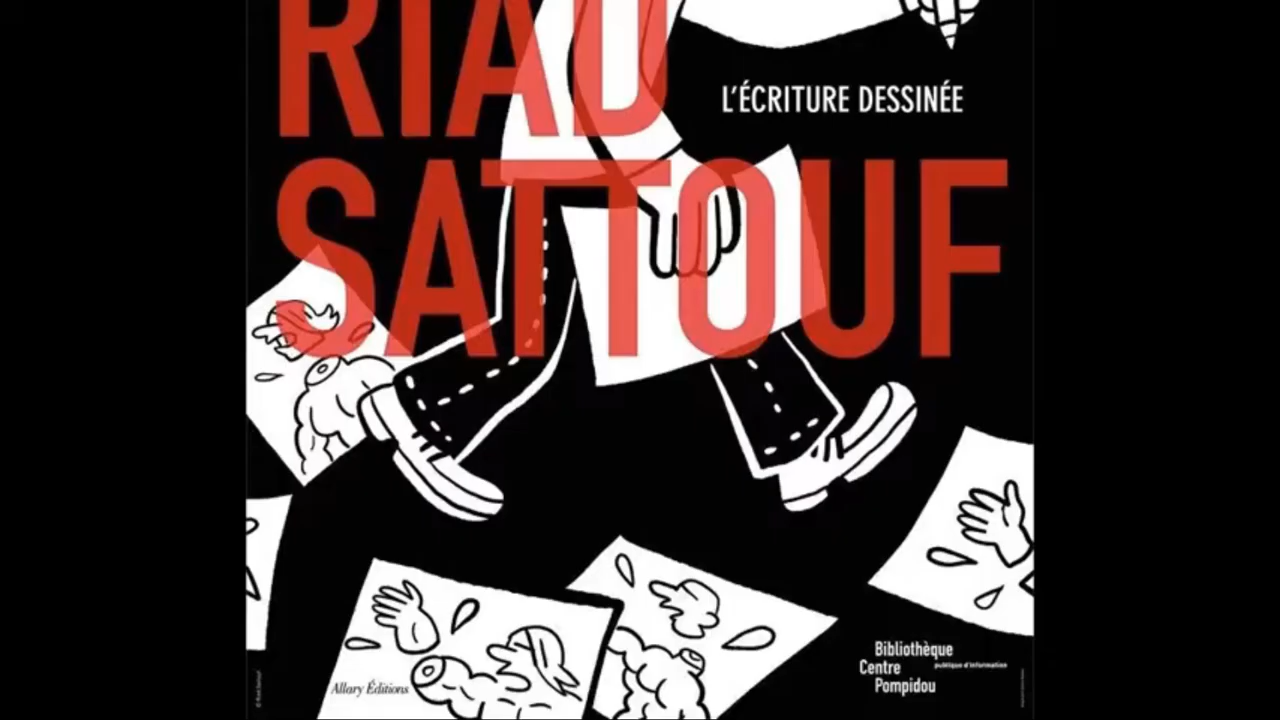 RIAD
L'ÉCRITURE DESSINÉE
SATTOUF
Allary Éditions
Bibliothèque
Centre publique d'information
Pompidou